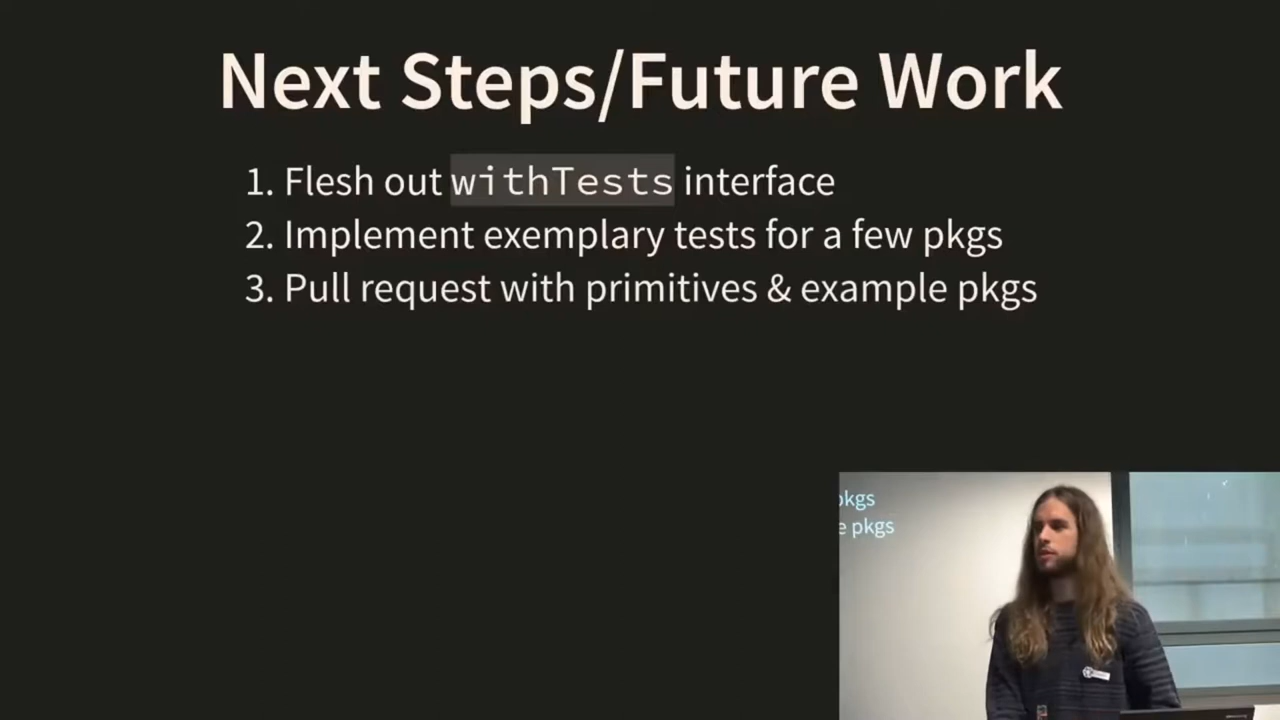 Next Steps/Future Work
1. Flesh out withTests interface
2. Implement exemplary tests for a few pkgs
3. Pull request with primitives & example pkgs
pkgs
e pkgs